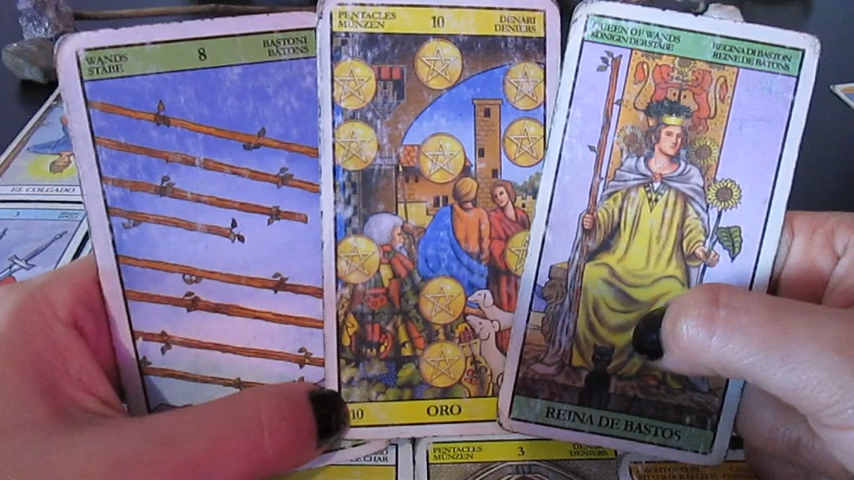 WANDS
STÄBE
8
BASTONI
BÂTONS
PENTACLES
MÜNZEN
10
DENARI
DENIERS
QUEEN OF WANDS
KÖNIGIN DER STÄBE
REGINA DI BASTONI
REINE DE BÂTONS
EL COLGADO
3
10
ORO
REINA DE BASTOS
PENTACLES
MÜNZEN
3
DENARI
DENIERS